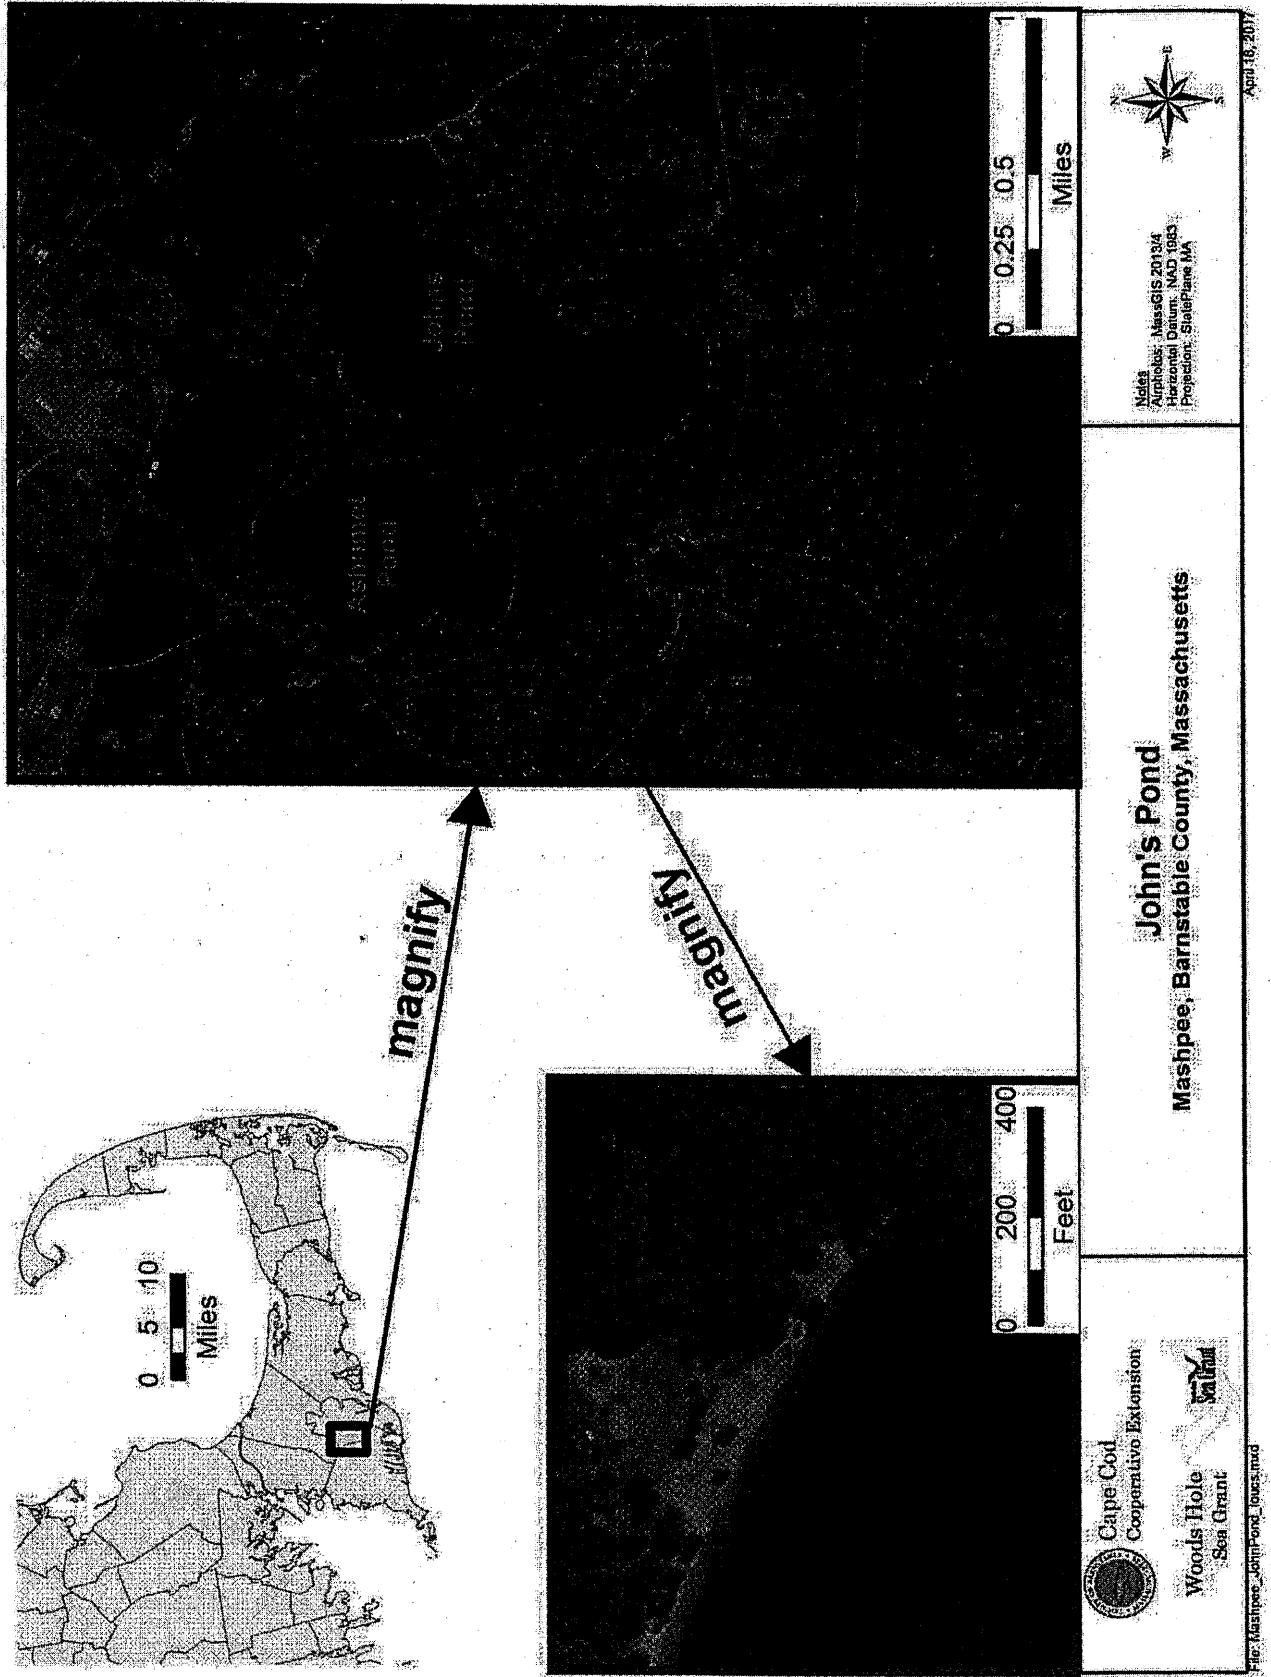 0 5 10
Miles
magnify
Ashumet
Pond
Johns
Pond
0 0.25 0.5 1
Miles
magnify
0 200 400
Feet
Cape Cod
Cooperative Extension
Woods Hole
Sea Grant
Sea Grant
John's Pond
Mashpee, Barnstable County, Massachusetts
Notes
Airphotos: MassGIS 2013/4
Horizontal Datum: NAD 1983
Projection: StatePlane MA
N
W
E
S
File: Mashpee_JohnPond_locus.mxd
April 18, 2017